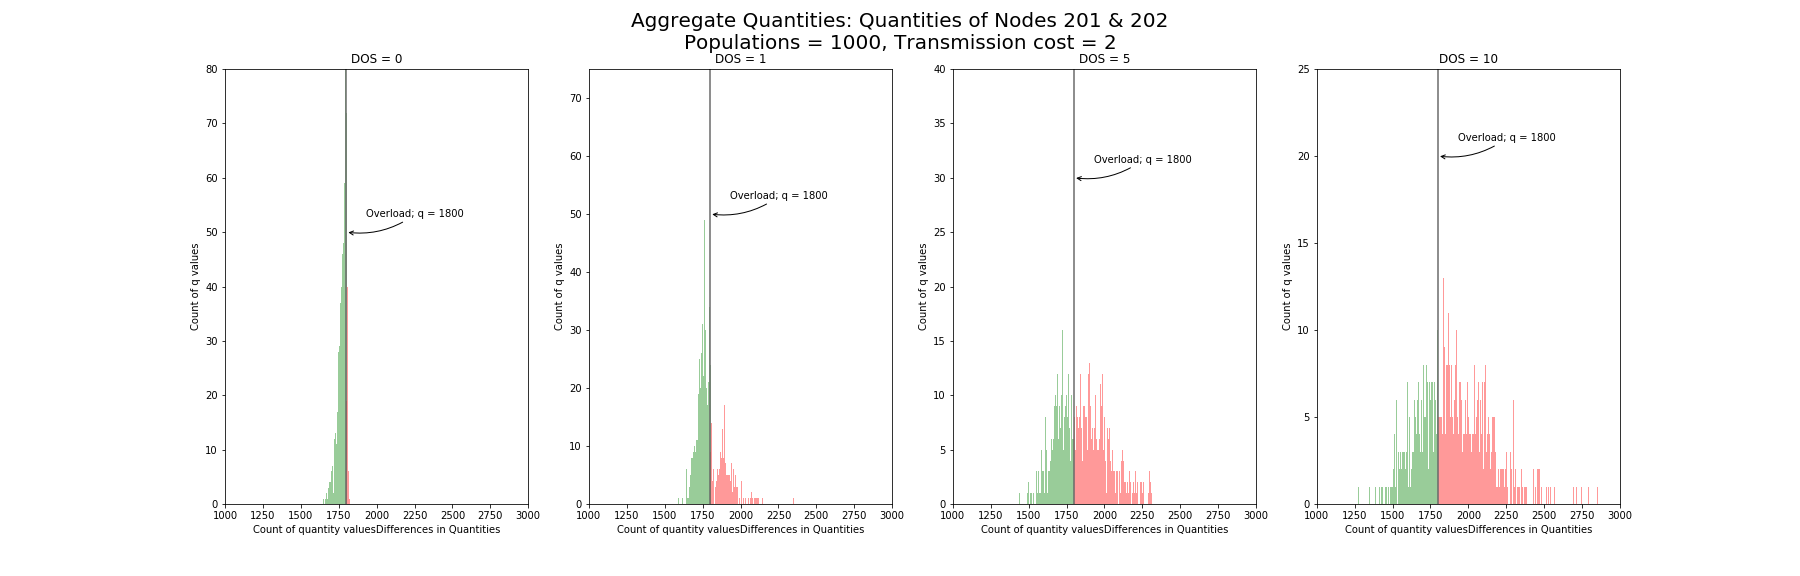 Aggregate Quantities: Quantities of Nodes 201 & 202
Populations = 1000, Transmission cost = 2
DOS = 0
80
70
60
50
40
30
20
10
0
Count of q values
Overload; q = 1800
1000 1250 1500 1750 2000 2250 2500 2750 3000
Count of quantity valuesDifferences in Quantities
DOS = 1
70
60
50
40
30
20
10
0
Count of q values
Overload; q = 1800
1000 1250 1500 1750 2000 2250 2500 2750 3000
Count of quantity valuesDifferences in Quantities
DOS = 5
40
35
30
25
20
15
10
5
0
Count of q values
Overload; q = 1800
1000 1250 1500 1750 2000 2250 2500 2750 3000
Count of quantity valuesDifferences in Quantities
DOS = 10
25
20
15
10
5
0
Count of q values
Overload; q = 1800
1000 1250 1500 1750 2000 2250 2500 2750 3000
Count of quantity valuesDifferences in Quantities